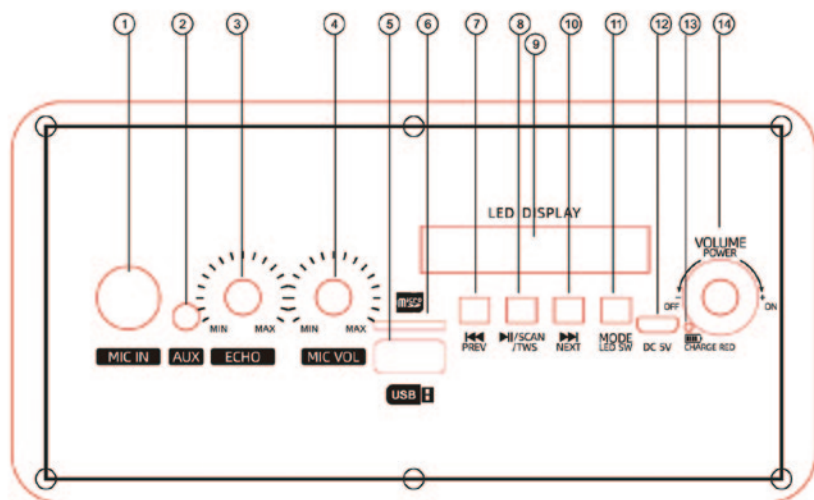 1 2 3 4 5 6 7 8 9 10 11 12 13 14
LED DISPLAY
VOLUME
POWER
OFF - + ON
micro SD
MIN MAX
MIN MAX
MIC IN
AUX
ECHO
MIC VOL
USB
PREV
/SCAN
/TWS
NEXT
MODE
LED SW
DC 5V
CHARGE RED